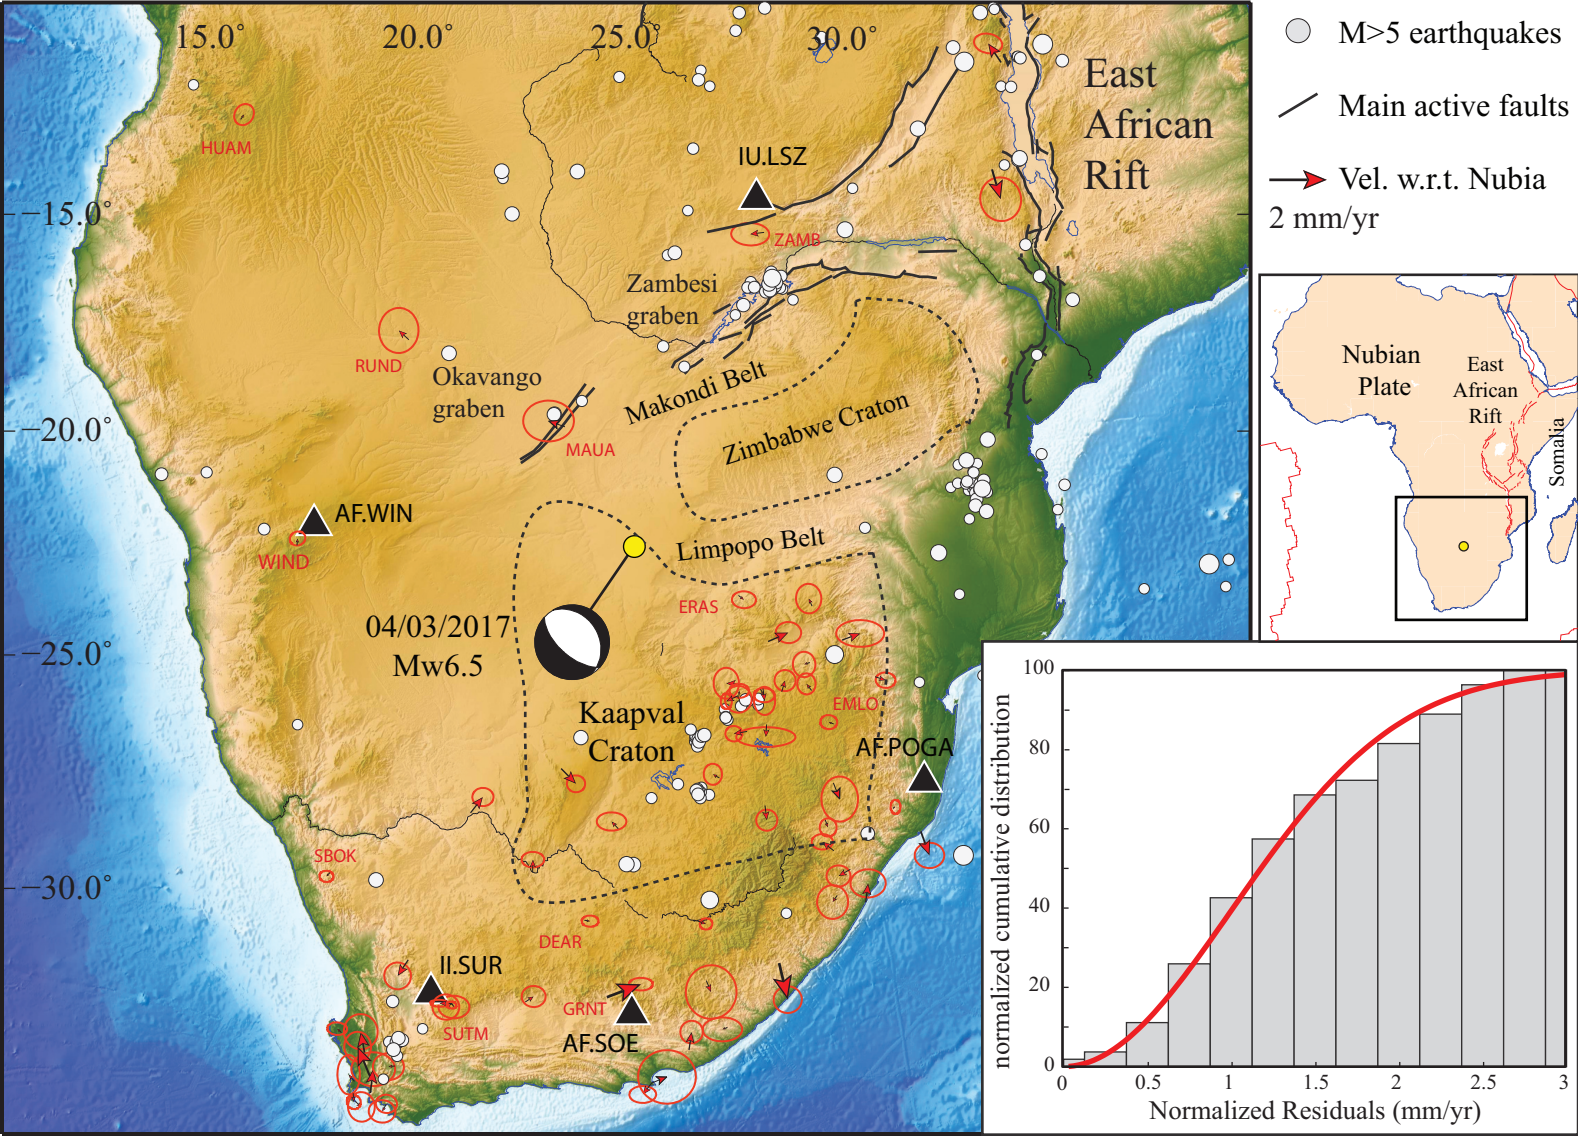 15.0°
20.0°
25.0°
30.0°
−15.0°
−20.0°
−25.0°
−30.0°
East
African
Rift
HUAM
IU.LSZ
ZAMB
Zambesi
graben
RUND
Okavango
graben
MAUA
Makondi Belt
Zimbabwe Craton
AF.WIN
WIND
Limpopo Belt
ERAS
04/03/2017
Mw6.5
Kaapval
Craton
EMLO
AF.POGA
SBOK
DEAR
II.SUR
SUTM
GRNT
AF.SOE
M>5 earthquakes
Main active faults
Vel. w.r.t. Nubia
2 mm/yr
Nubian
Plate
East
African
Rift
Somalia
normalized cumulative distribution
100
80
60
40
20
0
0
0.5
1
1.5
2
2.5
3
Normalized Residuals (mm/yr)